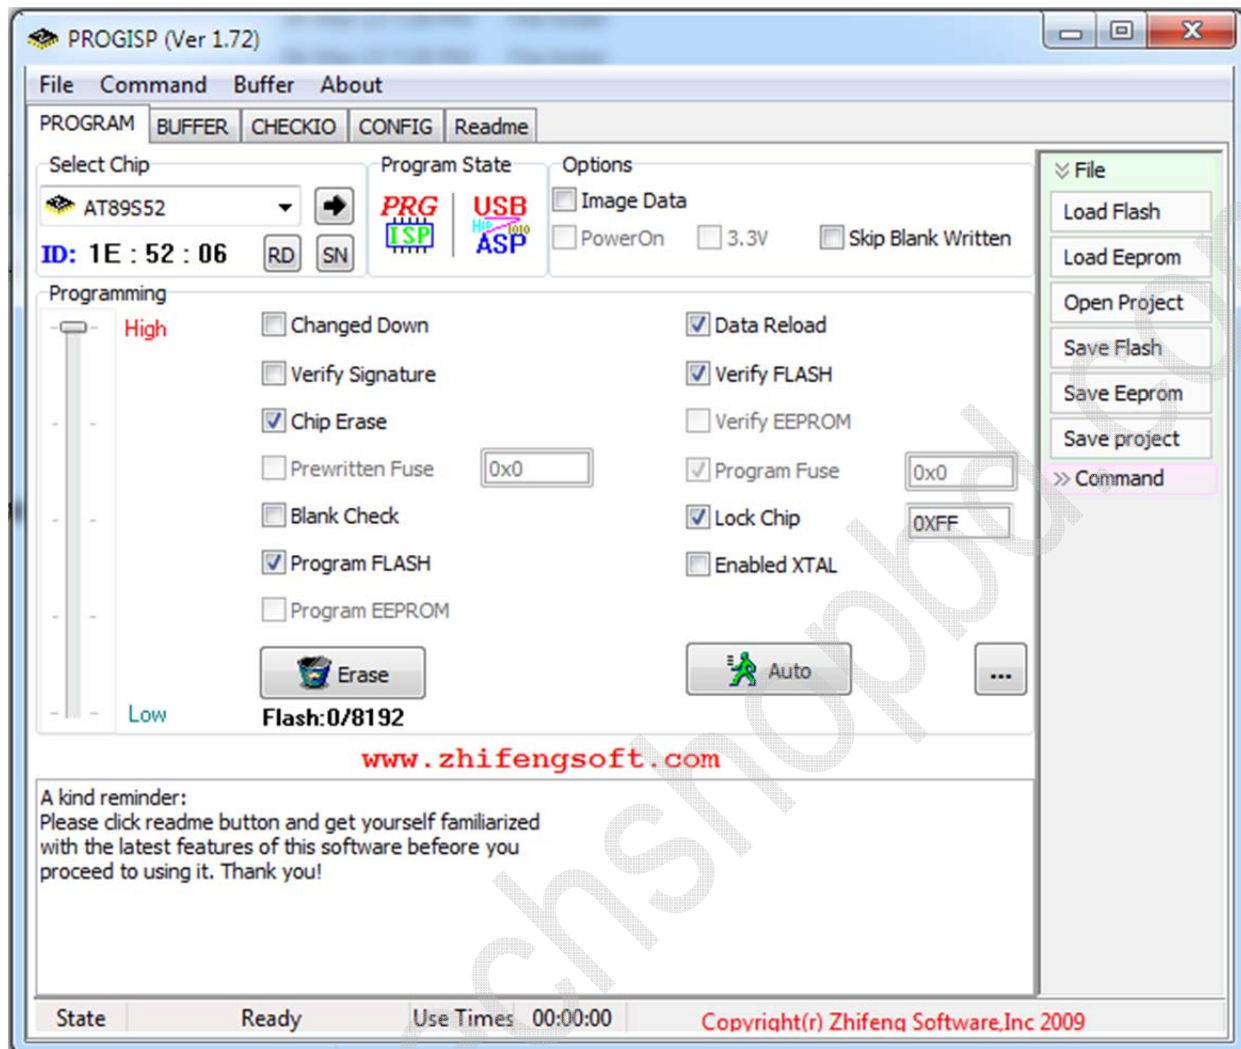 PROGISP (Ver 1.72)
File Command Buffer About
PROGRAM BUFFER CHECKIO CONFIG Readme
Select Chip
AT89S52
ID: 1E : 52 : 06 RD SN
Program State
PRG ISP
USB ASP
Options
Image Data
PowerOn 3.3V Skip Blank Written
Programming
High
Low
Changed Down
Verify Signature
Chip Erase
Prewritten Fuse 0x0
Blank Check
Program FLASH
Program EEPROM
Erase
Flash:0/8192
Data Reload
Verify FLASH
Verify EEPROM
Program Fuse 0x0
Lock Chip 0XFF
Enabled XTAL
Auto ...
www.zhifengsoft.com
A kind reminder:
Please click readme button and get yourself familiarized
with the latest features of this software befeore you
proceed to using it. Thank you!
File
Load Flash
Load Eeprom
Open Project
Save Flash
Save Eeprom
Save project
Command
State Ready Use Times 00:00:00 Copyright(r) Zhifeng Software,Inc 2009